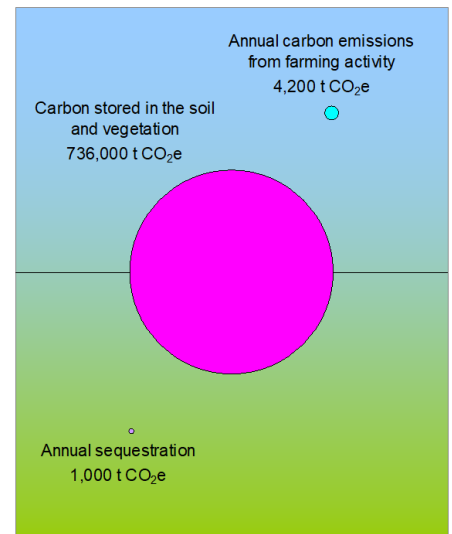 Annual carbon emissions
from farming activity
4,200 t CO₂e
Carbon stored in the soil
and vegetation
736,000 t CO₂e
Annual sequestration
1,000 t CO₂e